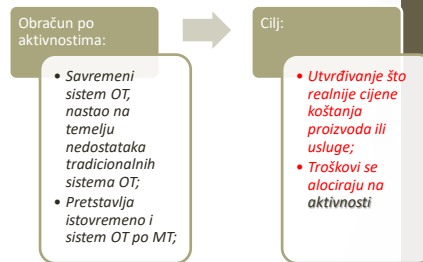 Obračun po
aktivnostima:
• Savremeni
sistem OT,
nastao na
temelju
nedostataka
tradicionalnih
sistema OT;
• Pretstavlja
istovremeno i
sistem OT po MT;
Cilj:
• Utvrđivanje što
realnije cijene
koštanja
proizvoda ili
usluge;
• Troškovi se
alociraju na
aktivnosti